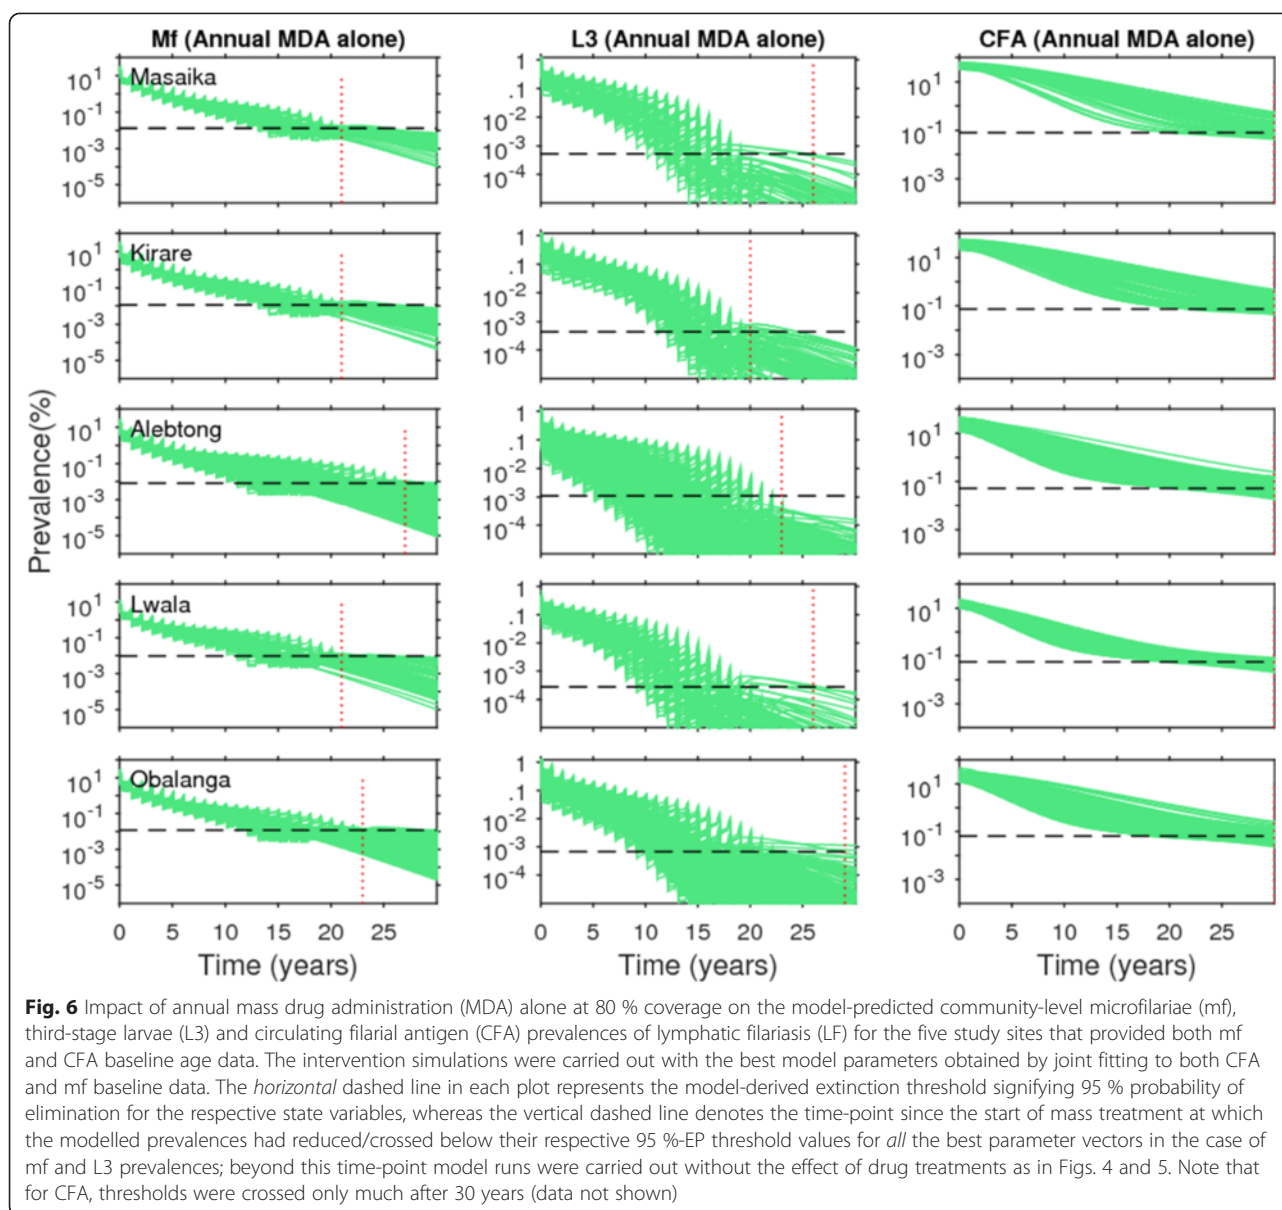 Mf (Annual MDA alone)
L3 (Annual MDA alone)
CFA (Annual MDA alone)
Prevalence(%)
Masaika
10^1
10^-1
10^-3
10^-5
1
.1
10^-2
10^-3
10^-4
10^1
10^-1
10^-3
Kirare
10^1
10^-1
10^-3
10^-5
1
.1
10^-2
10^-3
10^-4
10^1
10^-1
10^-3
Alebtong
10^1
10^-1
10^-3
10^-5
1
.1
10^-2
10^-3
10^-4
10^1
10^-1
10^-3
Lwala
10^1
10^-1
10^-3
10^-5
1
.1
10^-2
10^-4
10^1
10^-1
10^-3
Obalanga
10^1
10^-1
10^-3
10^-5
1
.1
10^-2
10^-3
10^-4
10^1
10^-1
10^-3
0 5 10 15 20 25
0 5 10 15 20 25
0 5 10 15 20 25
Time (years)
Time (years)
Time (years)
Fig. 6 Impact of annual mass drug administration (MDA) alone at 80 % coverage on the model-predicted community-level microfilariae (mf),
third-stage larvae (L3) and circulating filarial antigen (CFA) prevalences of lymphatic filariasis (LF) for the five study sites that provided both mf
and CFA baseline age data. The intervention simulations were carried out with the best model parameters obtained by joint fitting to both CFA
and mf baseline data. The horizontal dashed line in each plot represents the model-derived extinction threshold signifying 95 % probability of
elimination for the respective state variables, whereas the vertical dashed line denotes the time-point since the start of mass treatment at which
the modelled prevalences had reduced/crossed below their respective 95 %-EP threshold values for all the best parameter vectors in the case of
mf and L3 prevalences; beyond this time-point model runs were carried out without the effect of drug treatments as in Figs. 4 and 5. Note that
for CFA, thresholds were crossed only much after 30 years (data not shown)